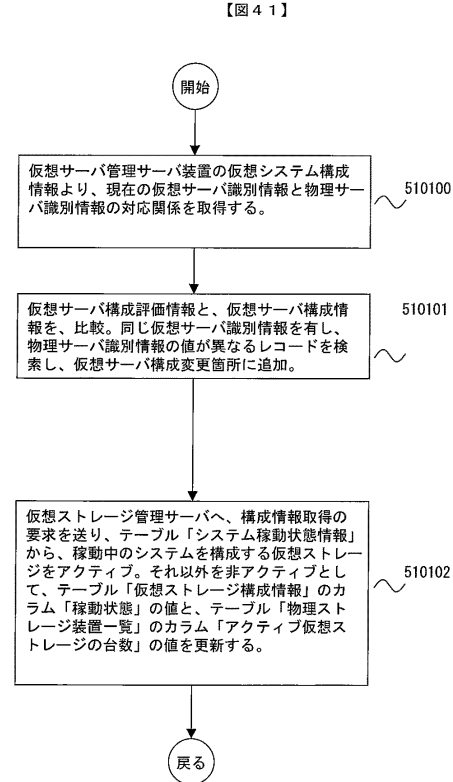 【図４１】
開始
仮想サーバ管理サーバ装置の仮想システム構成
情報より、現在の仮想サーバ識別情報と物理サー
バ識別情報の対応関係を取得する。
510100
仮想サーバ構成評価情報と、仮想サーバ構成情
報を、比較。同じ仮想サーバ識別情報を有し、
物理サーバ識別情報の値が異なるレコードを検
索し、仮想サーバ構成変更箇所に追加。
510101
仮想ストレージ管理サーバへ、構成情報取得の
要求を送り、テーブル「システム稼動状態情報」
から、稼動中のシステムを構成する仮想ストレー
ジをアクティブ。それ以外を非アクティブとし
て、テーブル「仮想ストレージ構成情報」のカ
ラム「稼動状態」の値と、テーブル「物理スト
レージ装置一覧」のカラム「アクティブ仮想ス
トレージの台数」の値を更新する。
510102
戻る